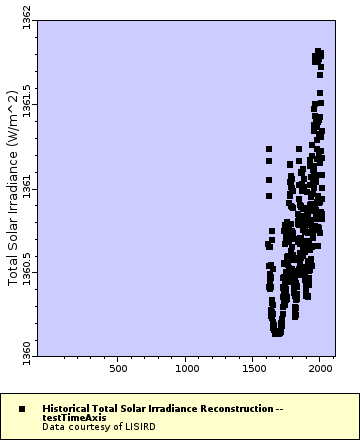 1362
1361.5
1361
1360.5
1360
Total Solar Irradiance (W/m^2)
500 1000 1500 2000
Historical Total Solar Irradiance Reconstruction --
testTimeAxis
Data courtesy of LISIRD